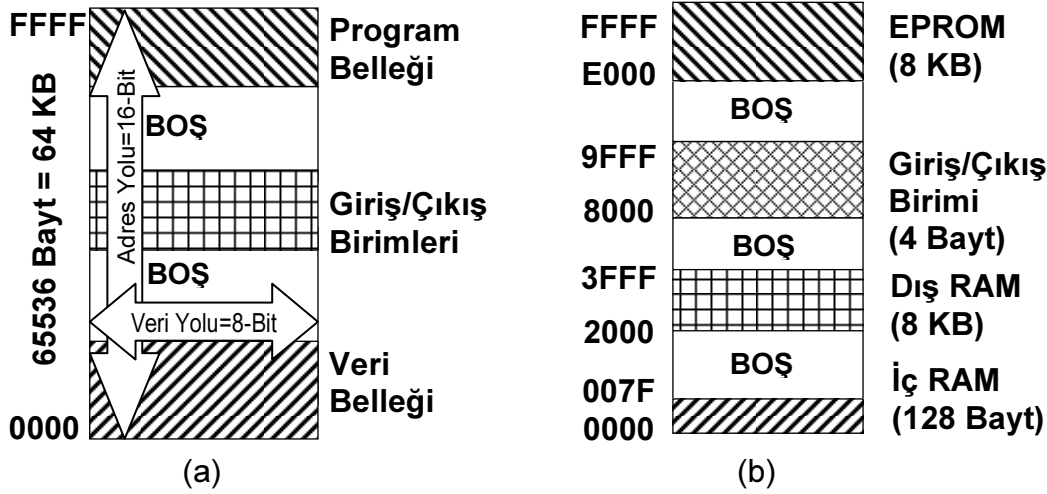 FFFF
Program
Belleği
65536 Bayt = 64 KB
Adres Yolu=16-Bit
BOŞ
Giriş/Çıkış
Birimleri
BOŞ
Veri Yolu=8-Bit
Veri
Belleği
0000
(a)
FFFF
EPROM
(8 KB)
E000
BOŞ
9FFF
Giriş/Çıkış
Birimi
(4 Bayt)
8000
BOŞ
3FFF
Dış RAM
(8 KB)
2000
BOŞ
İç RAM
(128 Bayt)
007F
0000
(b)